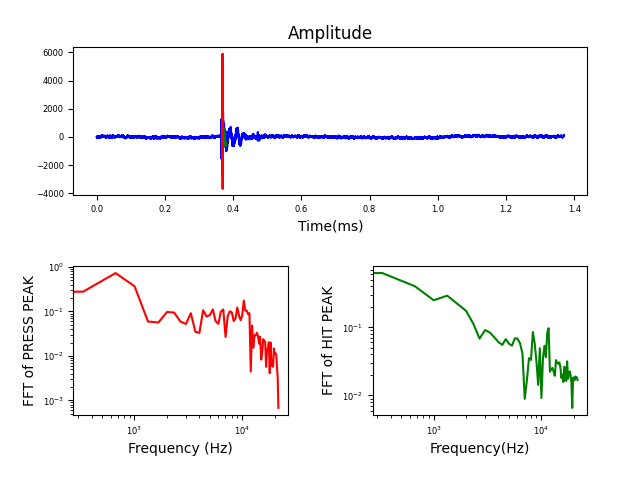 Amplitude
6000
4000
2000
0
−2000
−4000
0.0 0.2 0.4 0.6 0.8 1.0 1.2 1.4
Time(ms)
FFT of PRESS PEAK
10⁰
10⁻¹
10⁻²
10⁻³
10³ 10⁴
Frequency (Hz)
FFT of HIT PEAK
10⁻¹
10⁻²
10³ 10⁴
Frequency(Hz)